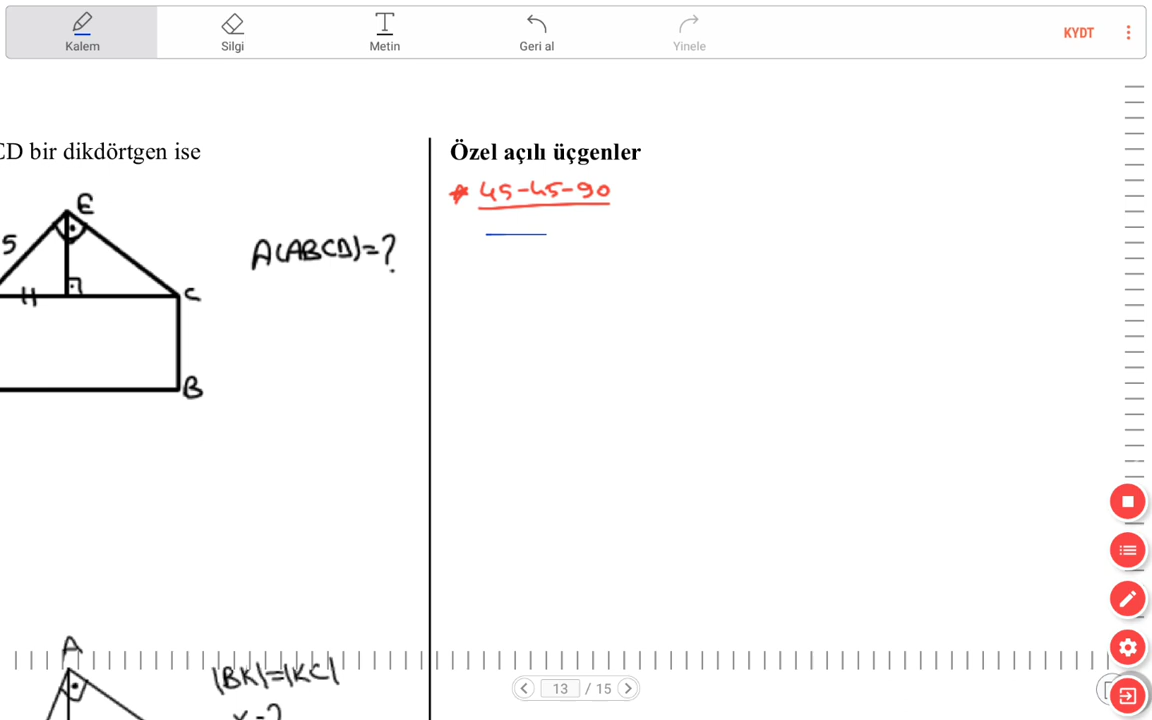 Kalem
Silgi
Metin
Geri al
Yinele
KYDT
CD bir dikdörtgen ise
E
5
A(ABCD)=?
C
B
A
|BK|=|KC|
x=?
Özel açılı üçgenler
* 45-45-90
13 / 15